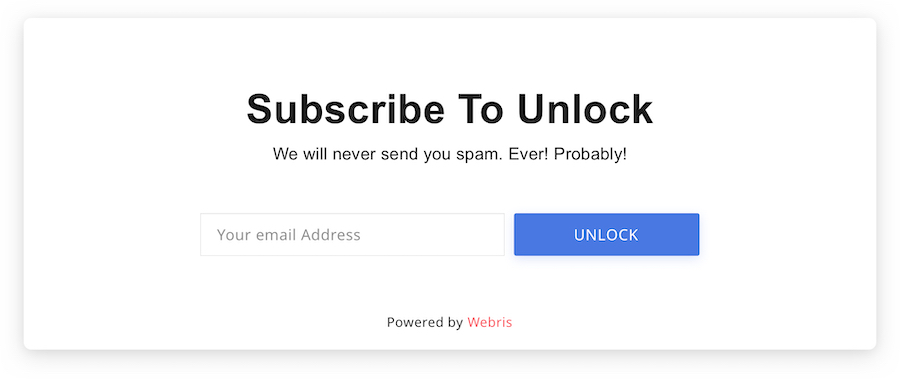 Subscribe To Unlock
We will never send you spam. Ever! Probably!
Your email Address
UNLOCK
Powered by Webris